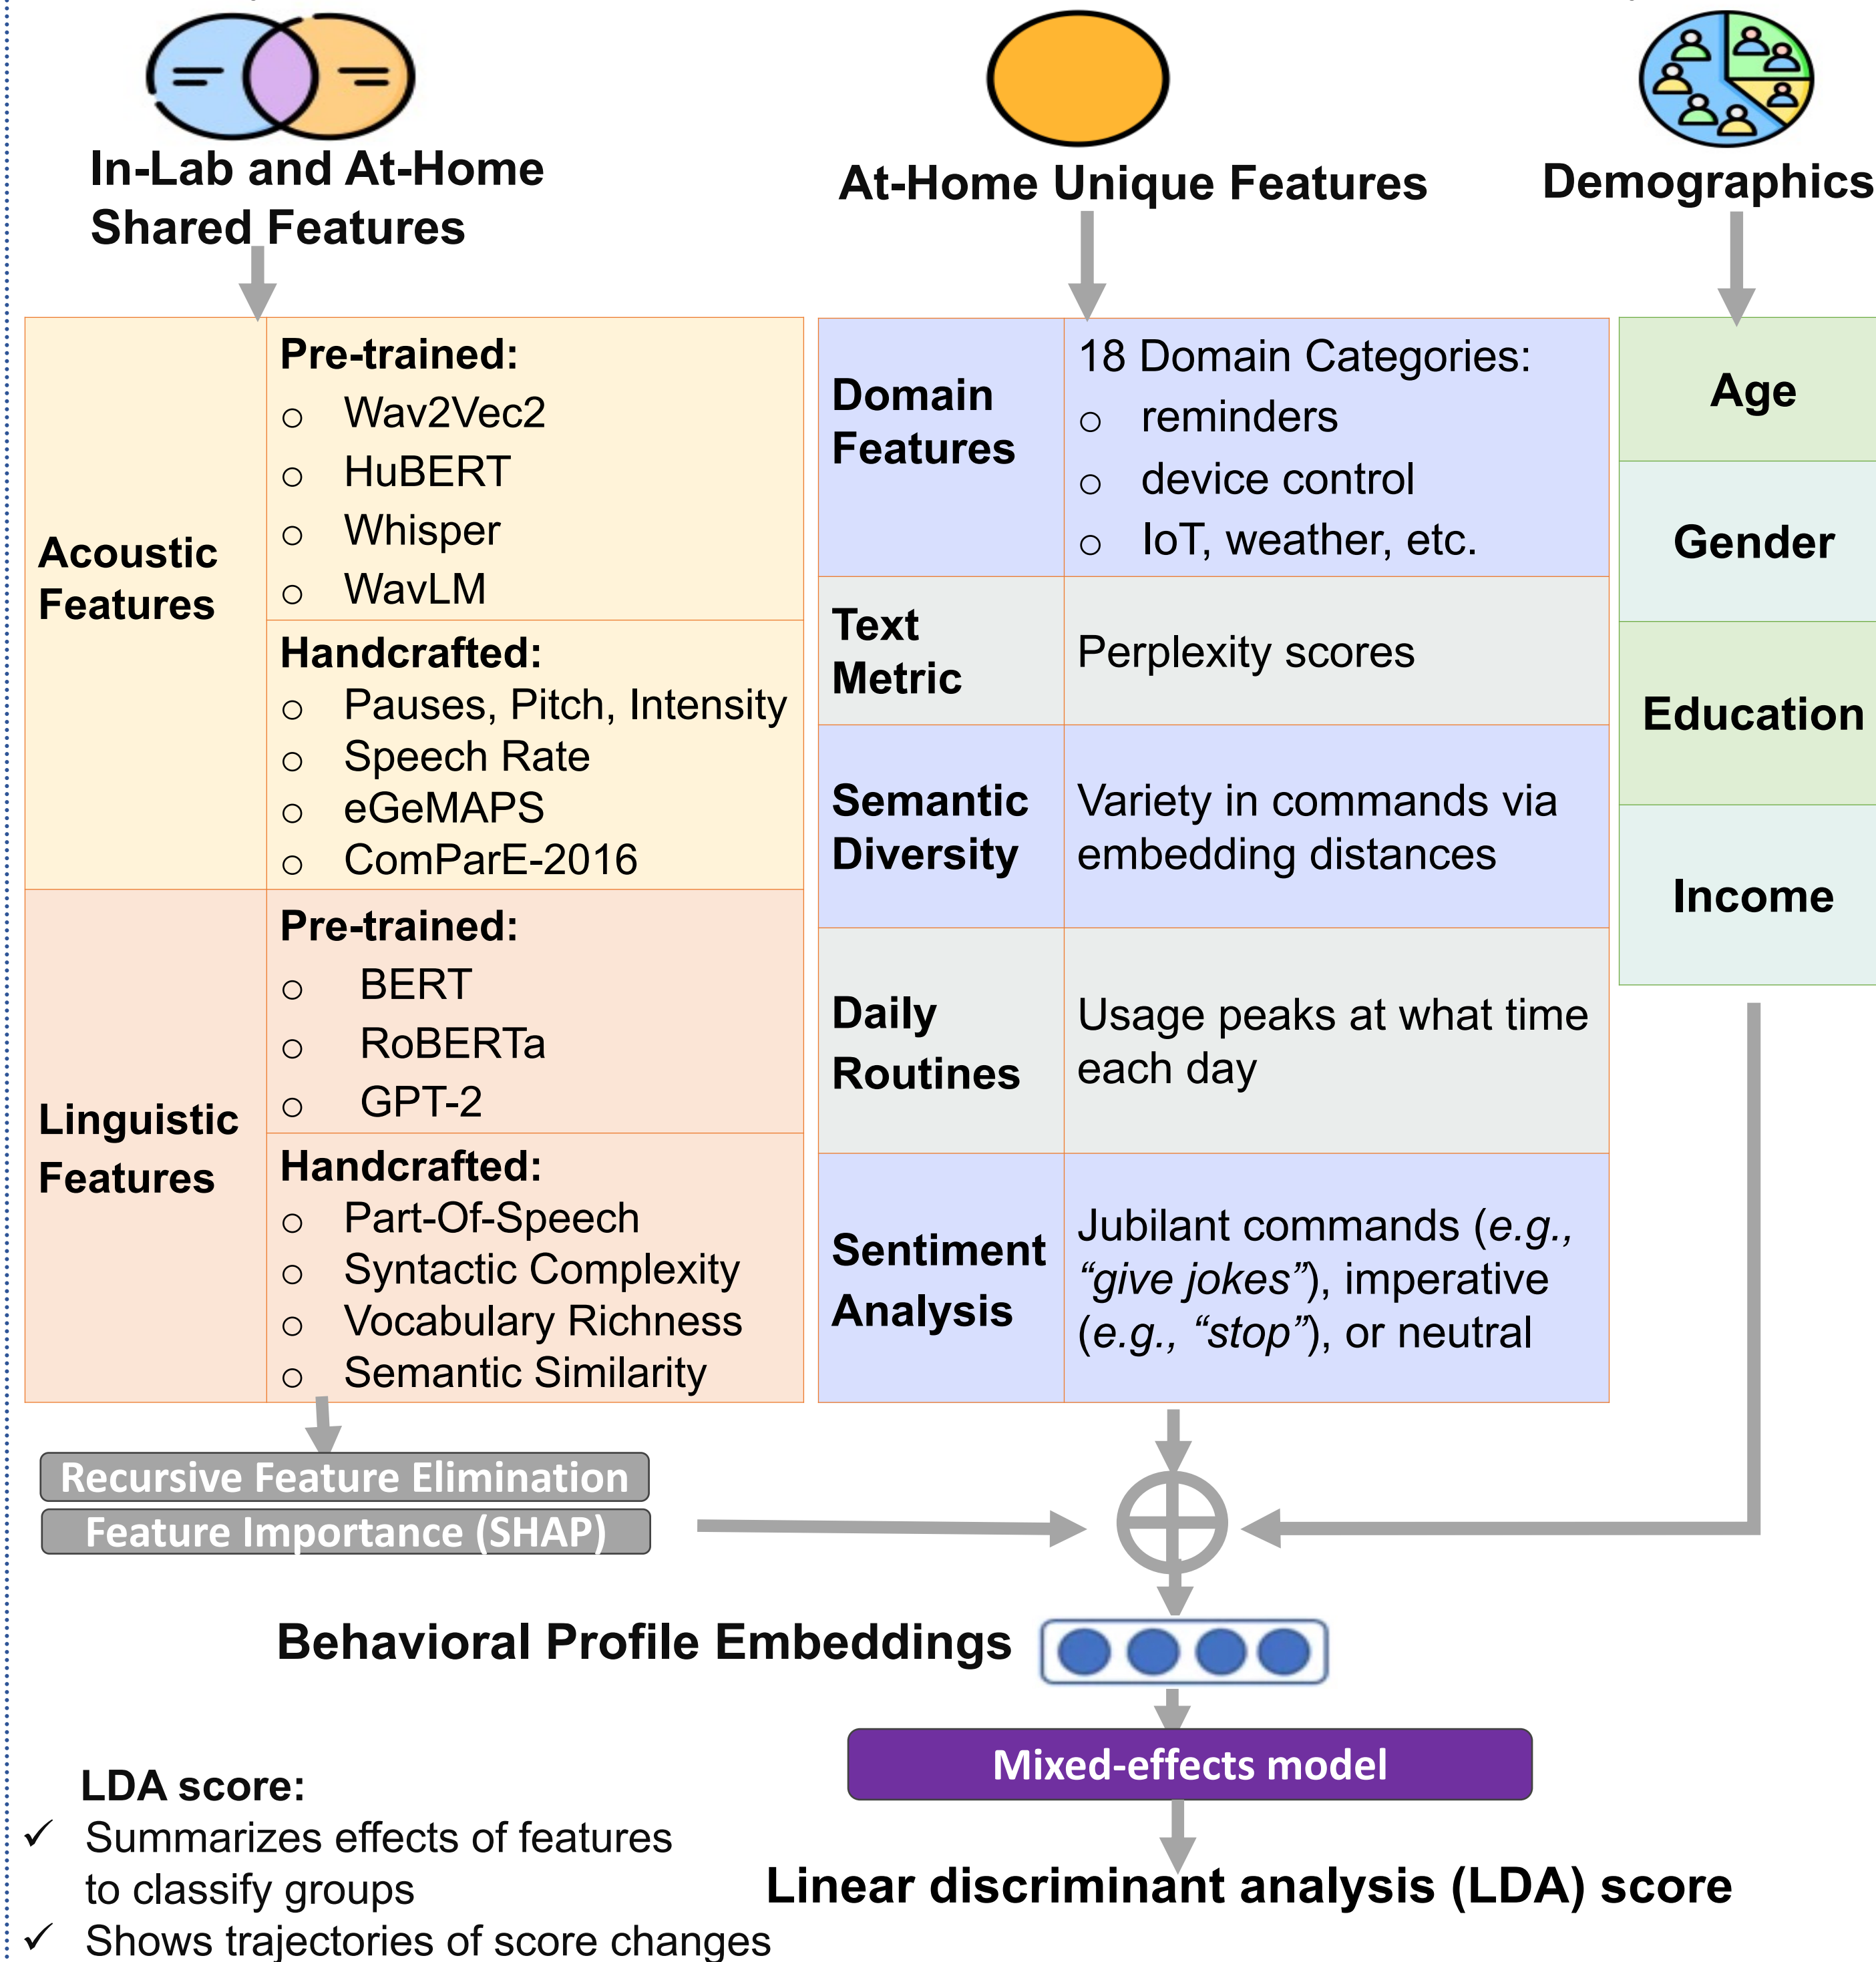 In-Lab and At-Home
Shared Features
At-Home Unique Features
Demographics
Acoustic
Features
Pre-trained:
○ Wav2Vec2
○ HuBERT
○ Whisper
○ WavLM
Handcrafted:
○ Pauses, Pitch, Intensity
○ Speech Rate
○ eGeMAPS
○ ComParE-2016
Linguistic
Features
Pre-trained:
○ BERT
○ RoBERTa
○ GPT-2
Handcrafted:
○ Part-Of-Speech
○ Syntactic Complexity
○ Vocabulary Richness
○ Semantic Similarity
Domain
Features
18 Domain Categories:
○ reminders
○ device control
○ IoT, weather, etc.
Text
Metric
Perplexity scores
Semantic
Diversity
Variety in commands via
embedding distances
Daily
Routines
Usage peaks at what time
each day
Sentiment
Analysis
Jubilant commands (e.g.,
“give jokes”), imperative
(e.g., “stop”), or neutral
Age
Gender
Education
Income
Recursive Feature Elimination
Feature Importance (SHAP)
Behavioral Profile Embeddings
Mixed-effects model
Linear discriminant analysis (LDA) score
LDA score:
✓ Summarizes effects of features
to classify groups
✓ Shows trajectories of score changes